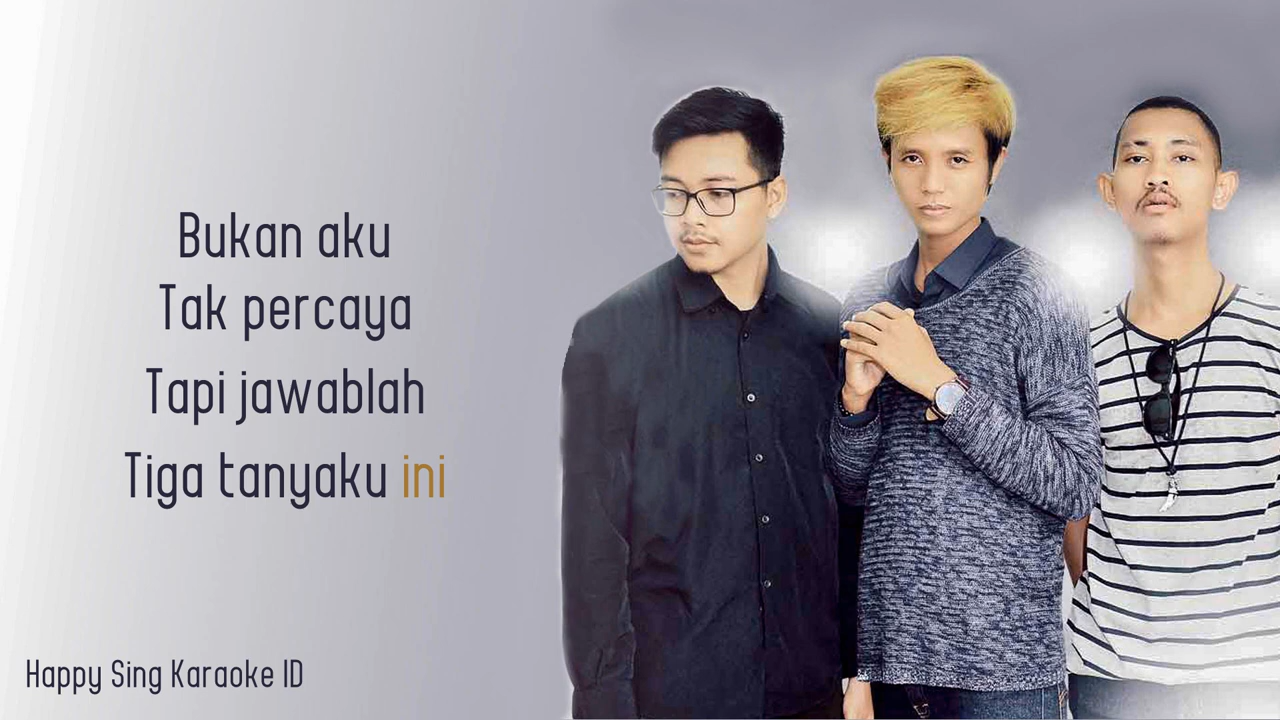 Bukan aku
Tak percaya
Tapi jawablah
Tiga tanyaku ini
Happy Sing Karaoke ID